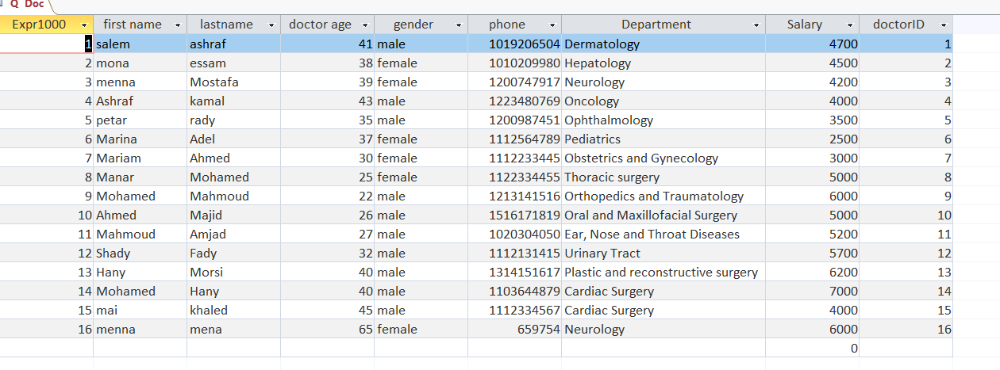 Q Doc
Expr1000 first name lastname doctor age gender phone Department Salary doctorID
1 salem ashraf 41 male 1019206504 Dermatology 4700 1
2 mona essam 38 female 1010209980 Hepatology 4500 2
3 menna Mostafa 39 female 1200747917 Neurology 4200 3
4 Ashraf kamal 43 male 1223480769 Oncology 4000 4
5 petar rady 35 male 1200987451 Ophthalmology 3500 5
6 Marina Adel 37 female 1112564789 Pediatrics 2500 6
7 Mariam Ahmed 30 female 1112233445 Obstetrics and Gynecology 3000 7
8 Manar Mohamed 25 female 1122334455 Thoracic surgery 5000 8
9 Mohamed Mahmoud 22 male 1213141516 Orthopedics and Traumatology 6000 9
10 Ahmed Majid 26 male 1516171819 Oral and Maxillofacial Surgery 5000 10
11 Mahmoud Amjad 27 male 1020304050 Ear, Nose and Throat Diseases 5200 11
12 Shady Fady 32 male 1112131415 Urinary Tract 5700 12
13 Hany Morsi 40 male 1314151617 Plastic and reconstructive surgery 6200 13
14 Mohamed Hany 40 male 1103644879 Cardiac Surgery 7000 14
15 mai khaled 45 male 1112334567 Cardiac Surgery 4000 15
16 menna mena 65 female 659754 Neurology 6000 16
0